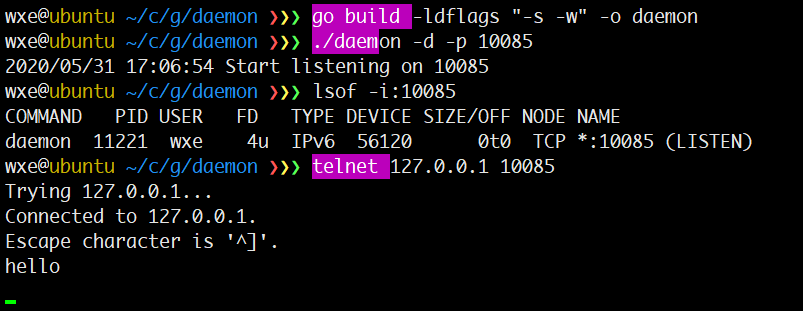 wxe@ubuntu ~/c/g/daemon ❯❯❯ go build -ldflags "-s -w" -o daemon
wxe@ubuntu ~/c/g/daemon ❯❯❯ ./daemon -d -p 10085
2020/05/31 17:06:54 Start listening on 10085
wxe@ubuntu ~/c/g/daemon ❯❯❯ lsof -i:10085
COMMAND   PID USER   FD   TYPE DEVICE SIZE/OFF NODE NAME
daemon  11221  wxe    4u  IPv6  56120      0t0  TCP *:10085 (LISTEN)
wxe@ubuntu ~/c/g/daemon ❯❯❯ telnet 127.0.0.1 10085
Trying 127.0.0.1...
Connected to 127.0.0.1.
Escape character is '^]'.
hello